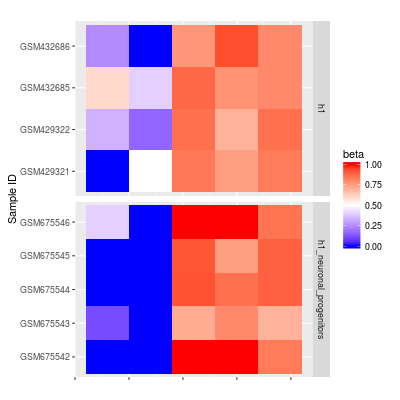 Sample ID
GSM432686
GSM432685
GSM429322
GSM429321
h1
GSM675546
GSM675545
GSM675544
GSM675543
GSM675542
h1_neuronal_progenitors
beta
1.00
0.75
0.50
0.25
0.00